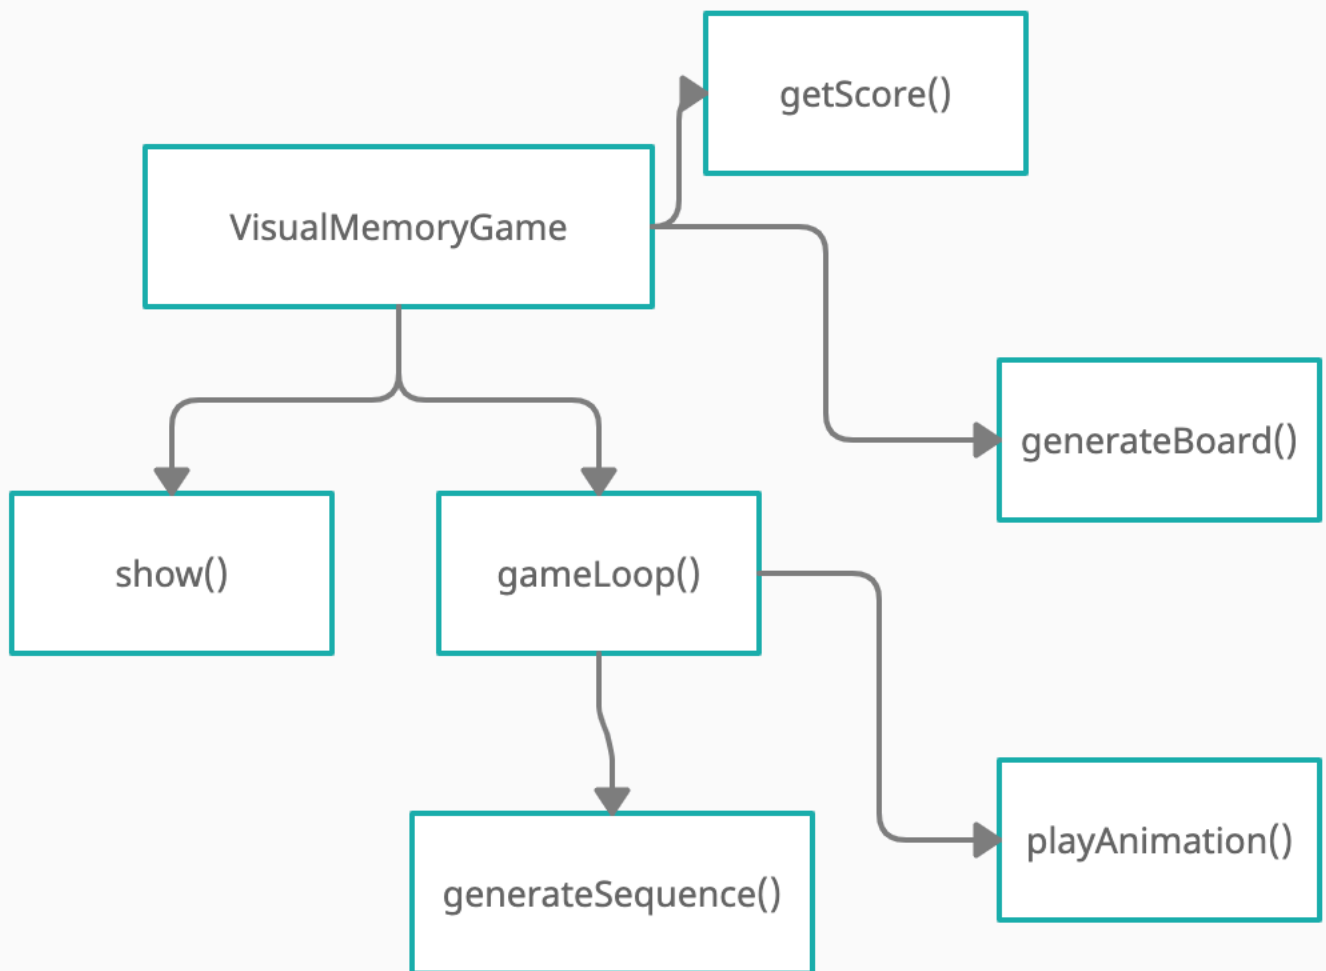 getScore()
VisualMemoryGame
generateBoard()
show()
gameLoop()
playAnimation()
generateSequence()